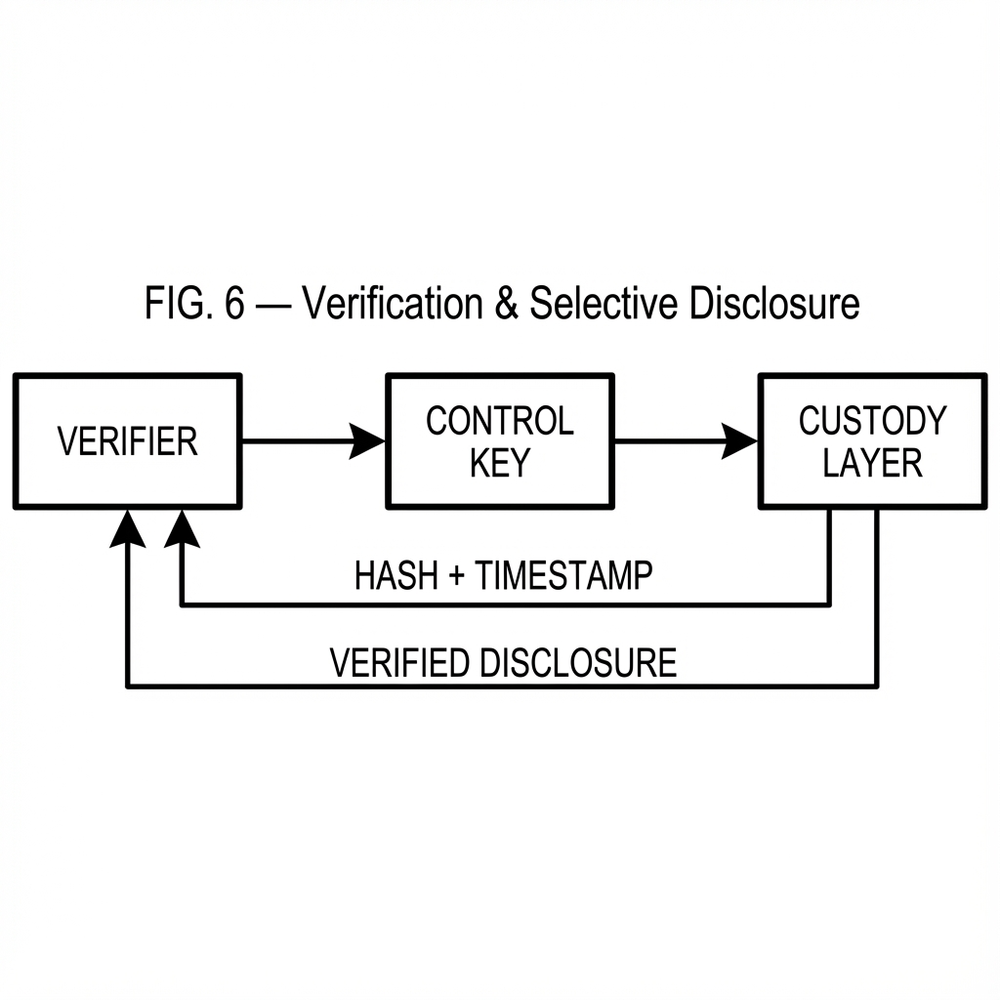 FIG. 6 — Verification & Selective Disclosure
VERIFIER
CONTROL
KEY
CUSTODY
LAYER
HASH + TIMESTAMP
VERIFIED DISCLOSURE